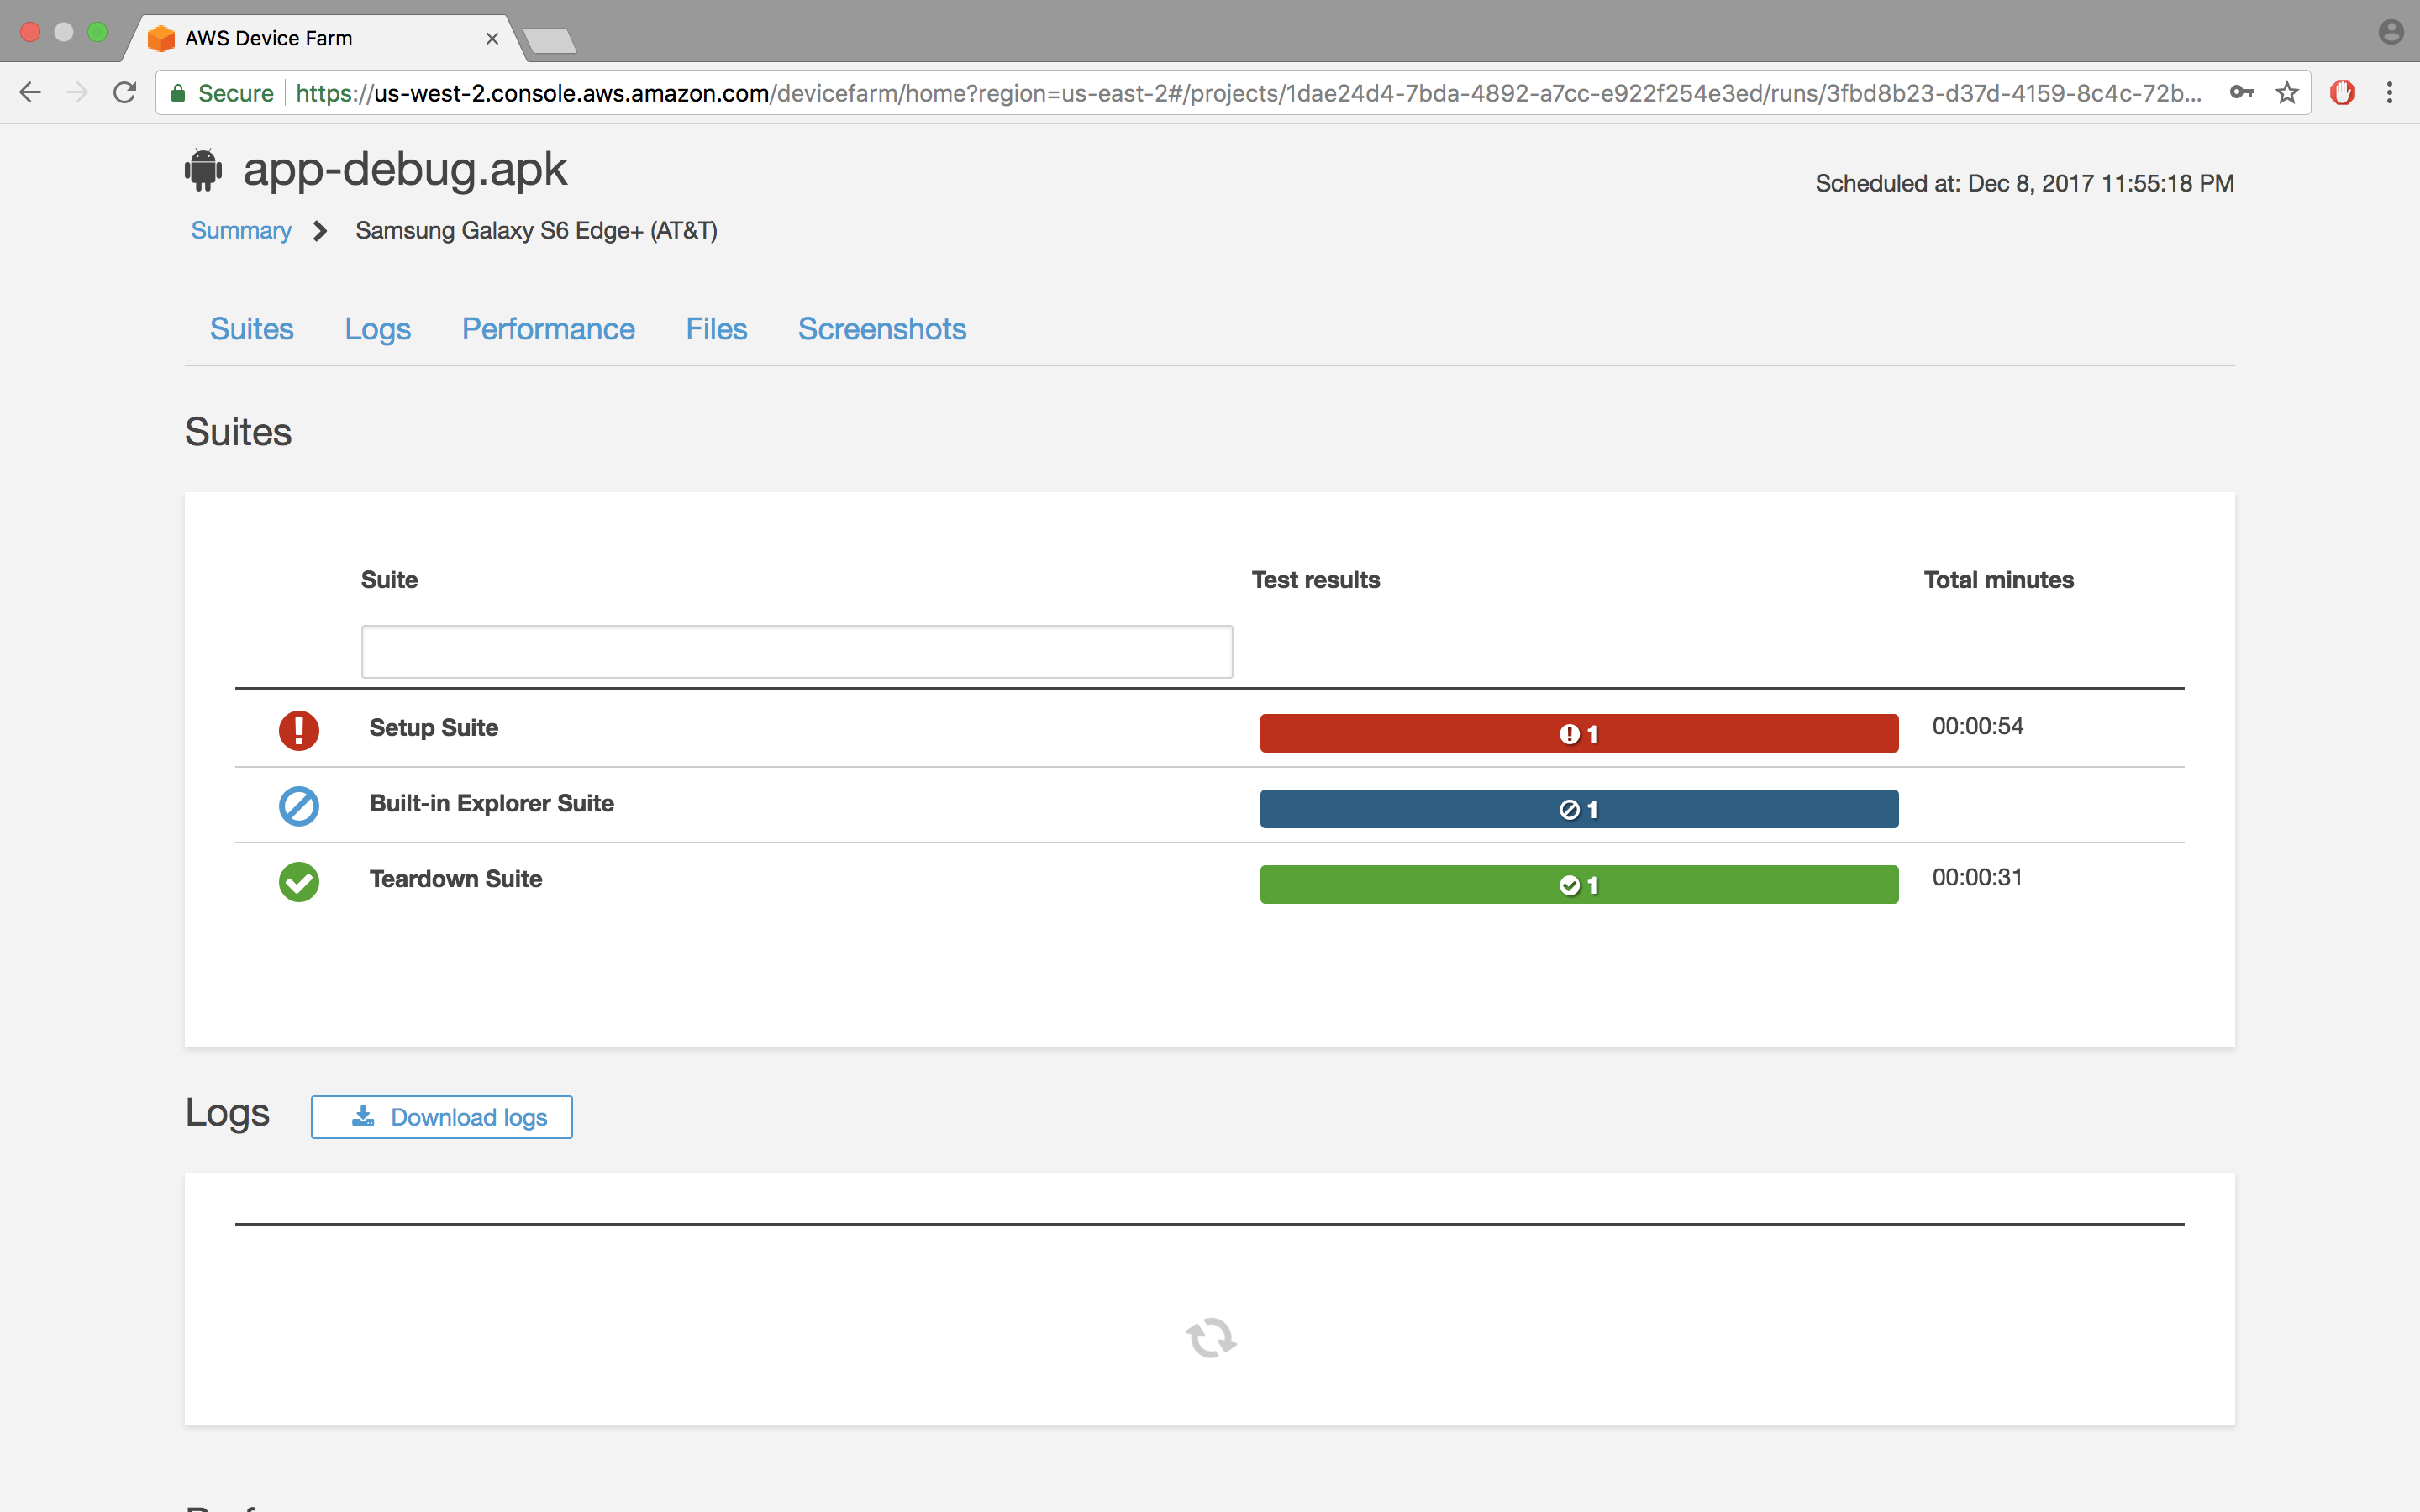 AWS Device Farm
Secure https://us-west-2.console.aws.amazon.com/devicefarm/home?region=us-east-2#/projects/1dae24d4-7bda-4892-a7cc-e922f254e3ed/runs/3fbd8b23-d37d-4159-8c4c-72b...
app-debug.apk
Scheduled at: Dec 8, 2017 11:55:18 PM
Summary Samsung Galaxy S6 Edge+ (AT&T)
Suites Logs Performance Files Screenshots
Suites
Suite Test results Total minutes
Setup Suite 1 00:00:54
Built-in Explorer Suite 1
Teardown Suite 1 00:00:31
Logs Download logs